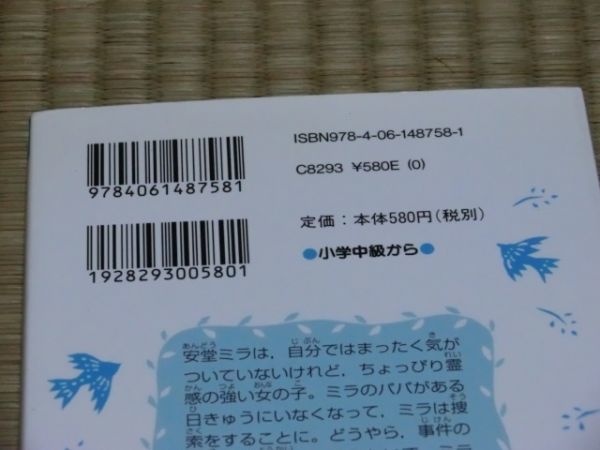 9784061487581
ISBN978-4-06-148758-1
C8293 ¥580E (0)
1928293005801
定価：本体580円(税別)
●小学中級から●
安堂ミラは，自分ではまったく気が
ついていないけれど，ちょっぴり霊
感の強い女の子。ミラのパパがある
日きゅうにいなくなって，ミラは捜
索をすることに。どうやら，事件の